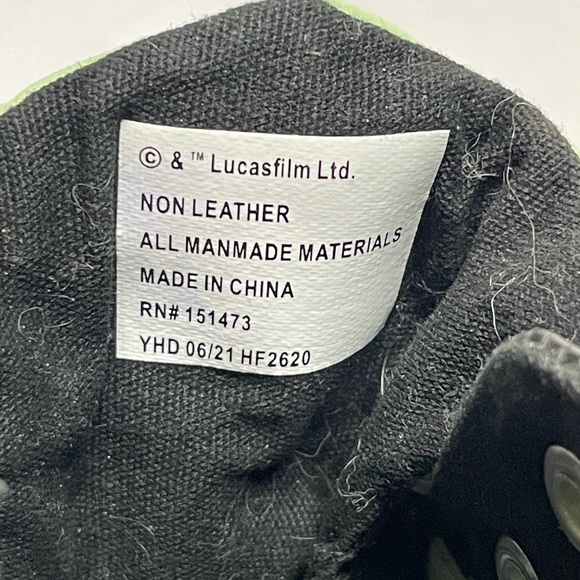 © & ™ Lucasfilm Ltd.
NON LEATHER
ALL MANMADE MATERIALS
MADE IN CHINA
RN# 151473
YHD 06/21 HF2620